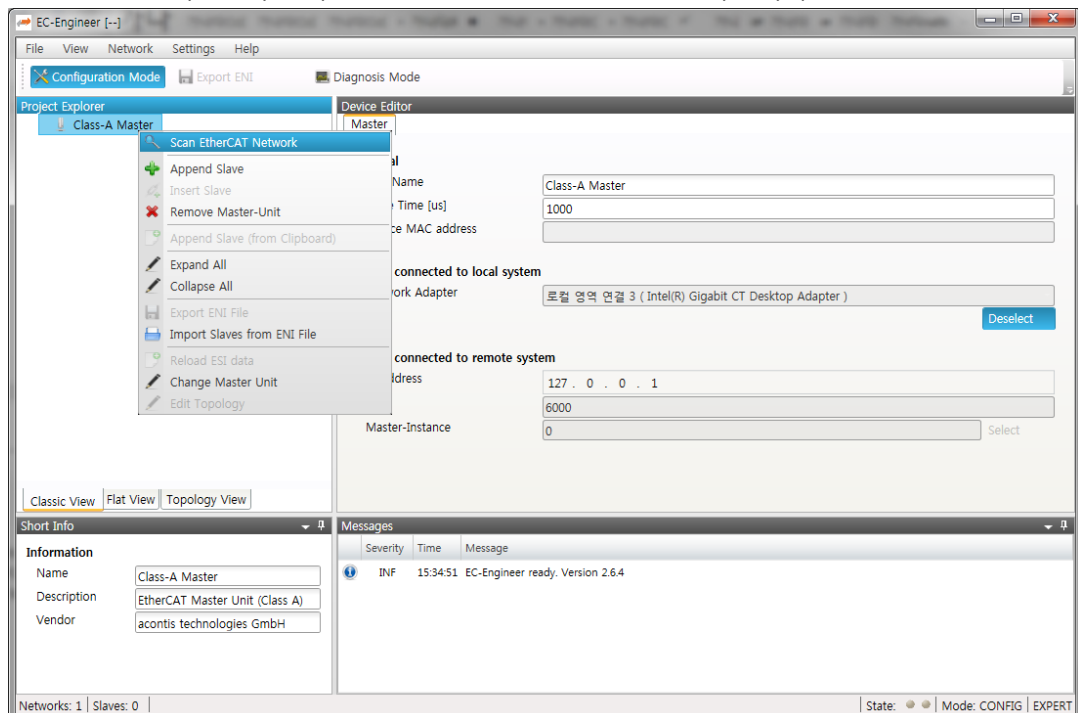 EC-Engineer [--]
File View Network Settings Help
Configuration Mode Export ENI Diagnosis Mode
Project Explorer
Class-A Master
Scan EtherCAT Network
Append Slave
Insert Slave
Remove Master-Unit
Append Slave (from Clipboard)
Expand All
Collapse All
Export ENI File
Import Slaves from ENI File
Reload ESI data
Change Master Unit
Edit Topology
Classic View Flat View Topology View
Device Editor
Master
al
Name Class-A Master
Time [us] 1000
ce MAC address
connected to local system
ork Adapter 로컬 영역 연결 3 ( Intel(R) Gigabit CT Desktop Adapter )
Deselect
connected to remote system
ddress 127 . 0 . 0 . 1
6000
Master-Instance 0 Select
Short Info
Information
Name Class-A Master
Description EtherCAT Master Unit (Class A)
Vendor acontis technologies GmbH
Messages
Severity Time Message
INF 15:34:51 EC-Engineer ready. Version 2.6.4
Networks: 1 Slaves: 0 State: Mode: CONFIG EXPERT